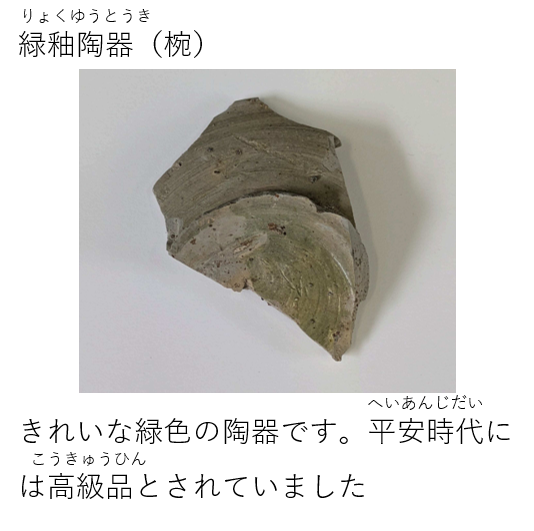 りょくゆうとうき
緑釉陶器（椀）
きれいな緑色の陶器です。平安時代に
へいあんじだい
は高級品とされていました
こうきゅうひん